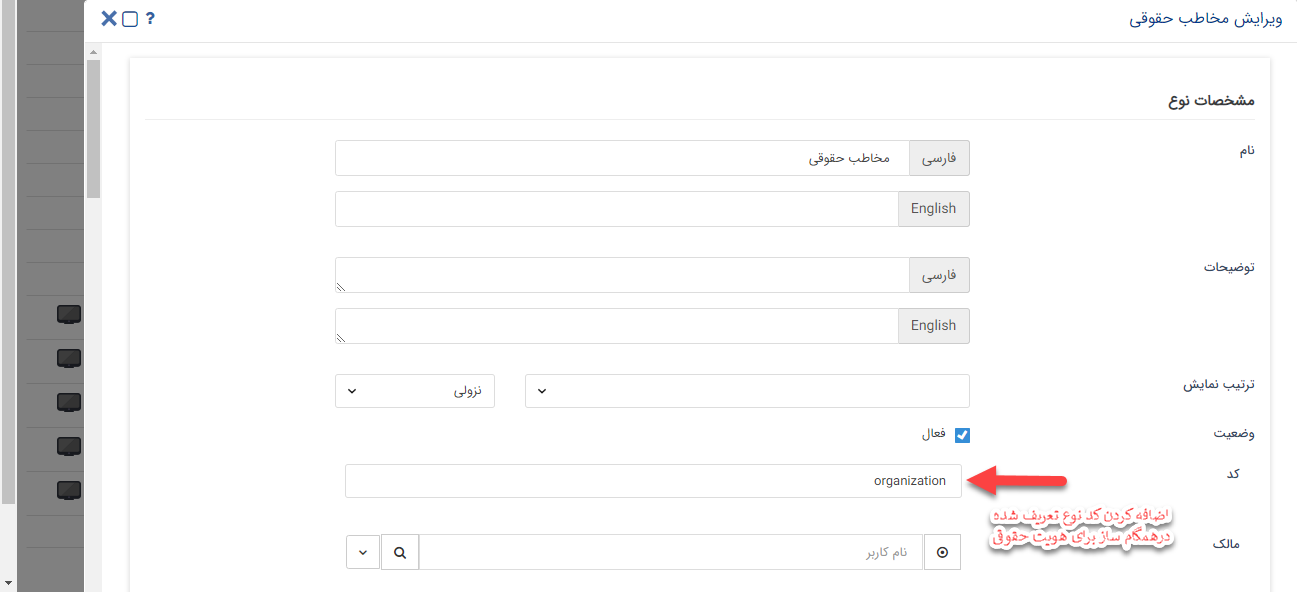 ویرایش مخاطب حقوقی
?
مشخصات نوع
نام
فارسی
مخاطب حقوقی
English
توضیحات
فارسی
English
ترتیب نمایش
نزولی
وضعیت
فعال
کد
organization
اضافه کردن کد نوع تعریف شده
درهمگام ساز برای هویت حقوقی
مالک
نام کاربر